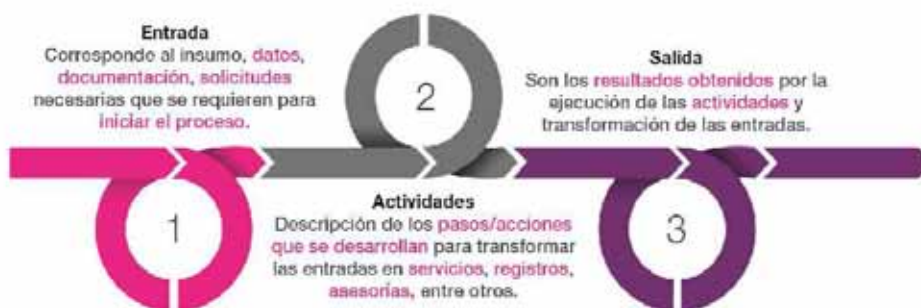 Entrada
Corresponde al insumo, datos,
documentación, solicitudes
necesarias que se requieren para
iniciar el proceso.
1
2
Actividades
Descripción de los pasos/acciones
que se desarrollan para transformar
las entradas en servicios, registros,
asesorías, entre otros.
Salida
Son los resultados obtenidos por la
ejecución de las actividades y
transformación de las entradas.
3